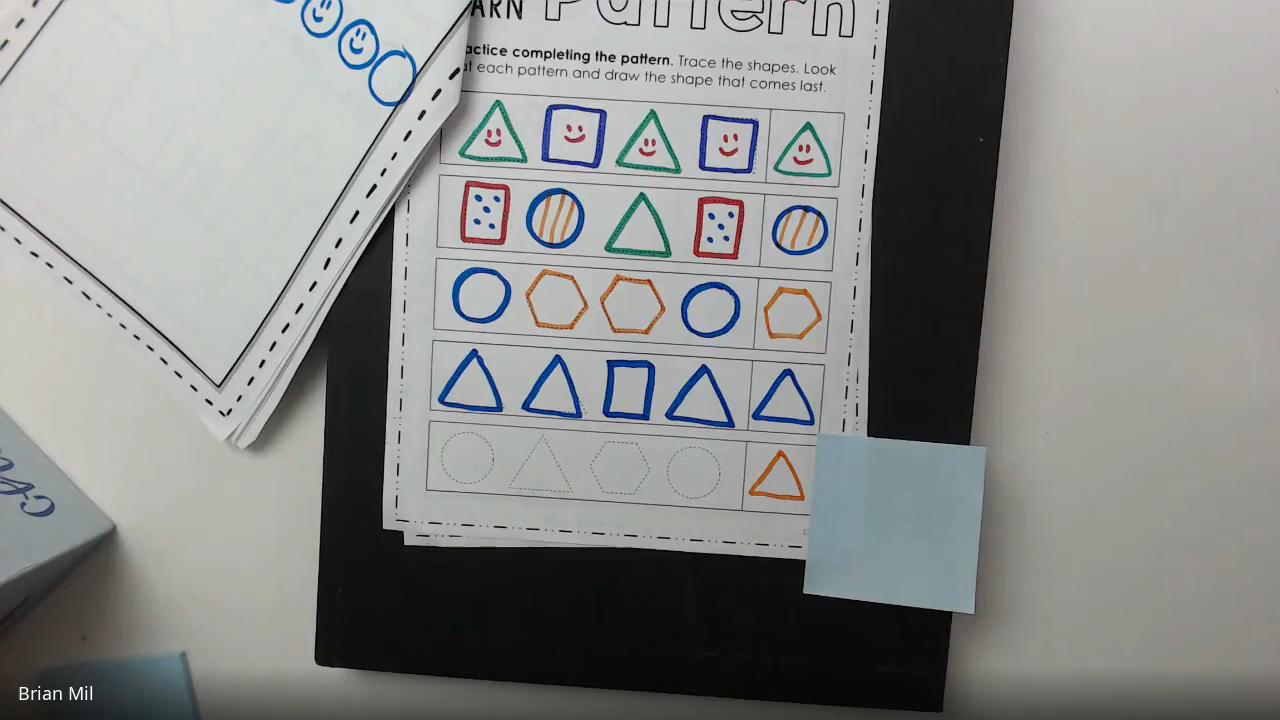 Pattern
practice completing the pattern. Trace the shapes. Look
at each pattern and draw the shape that comes last.
Brian Mil